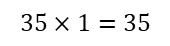 35 × 1 = 35